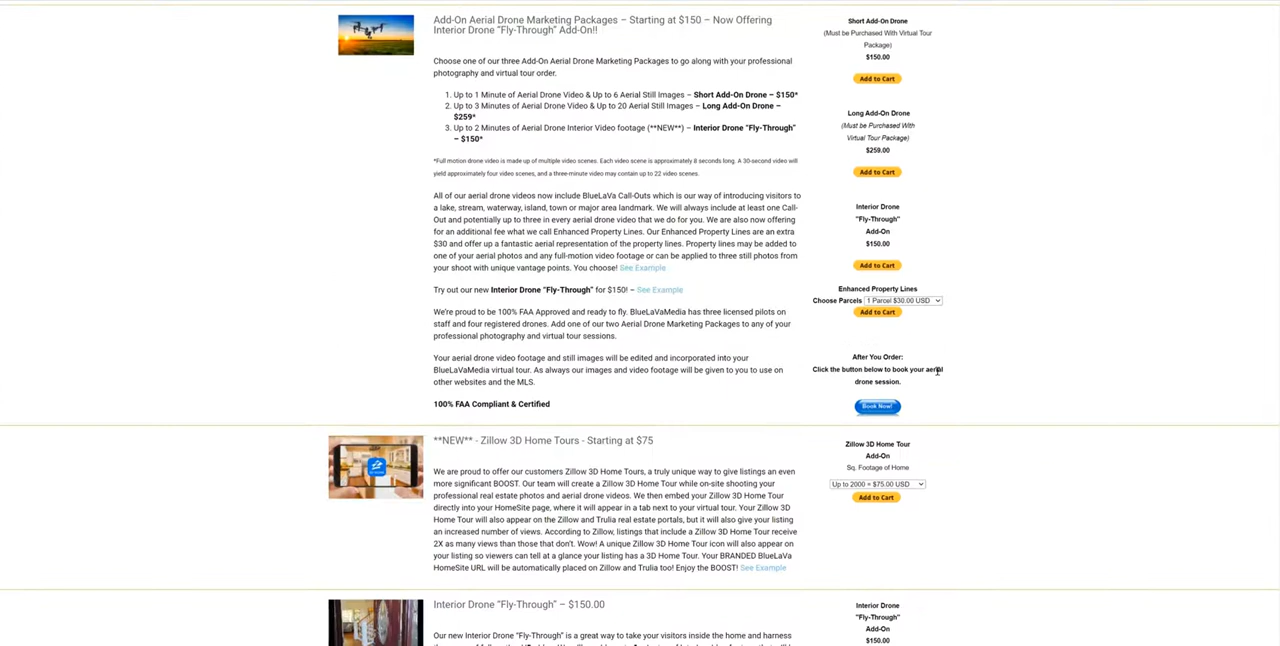 Add-On Aerial Drone Marketing Packages – Starting at $150 – Now Offering
Interior Drone "Fly-Through" Add-On!!
Choose one of our three Add-On Aerial Drone Marketing Packages to go along with your professional
photography and virtual tour order.
1. Up to 1 Minute of Aerial Drone Video & Up to 6 Aerial Still Images – Short Add-On Drone – $150*
2. Up to 3 Minutes of Aerial Drone Video & Up to 20 Aerial Still Images – Long Add-On Drone –
$259*
3. Up to 2 Minutes of Aerial Drone Interior Video footage (**NEW**) – Interior Drone "Fly-Through"
– $150*
*Full motion drone video is made up of multiple video scenes. Each video scene is approximately 8 seconds long. A 30-second video will
yield approximately four video scenes, and a three-minute video may contain up to 22 video scenes.
All of our aerial drone videos now include BlueLaVa Call-Outs which is our way of introducing visitors to
a lake, stream, waterway, island, town or major area landmark. We will always include at least one Call-
Out and potentially up to three in every aerial drone video that we do for you. We are also now offering
for an additional fee what we call Enhanced Property Lines. Our Enhanced Property Lines are an extra
$30 and offer up a fantastic aerial representation of the property lines. Property lines may be added to
one of your aerial photos and any full-motion video footage or can be applied to three still photos from
your shoot with unique vantage points. You choose! See Example
Try out our new Interior Drone "Fly-Through" for $150! – See Example
We're proud to be 100% FAA Approved and ready to fly. BlueLaVaMedia has three licensed pilots on
staff and four registered drones. Add one of our two Aerial Drone Marketing Packages to any of your
professional photography and virtual tour sessions.
Your aerial drone video footage and still images will be edited and incorporated into your
BlueLaVaMedia virtual tour. As always our images and video footage will be given to you to use on
other websites and the MLS.
100% FAA Compliant & Certified
Short Add-On Drone
(Must be Purchased With Virtual Tour
Package)
$150.00
Add to Cart
Long Add-On Drone
(Must be Purchased With
Virtual Tour Package)
$259.00
Add to Cart
Interior Drone
"Fly-Through"
Add-On
$150.00
Add to Cart
Enhanced Property Lines
Choose Parcels 1 Parcel $30.00 USD
Add to Cart
After You Order:
Click the button below to book your aerial
drone session.
Book Now!
**NEW** - Zillow 3D Home Tours - Starting at $75
We are proud to offer our customers Zillow 3D Home Tours, a truly unique way to give listings an even
more significant BOOST. Our team will create a Zillow 3D Home Tour while on-site shooting your
professional real estate photos and aerial drone videos. We then embed your Zillow 3D Home Tour
directly into your HomeSite page, where it will appear in a tab next to your virtual tour. Your Zillow 3D
Home Tour will also appear on the Zillow and Trulia real estate portals, but it will also give your listing
an increased number of views. According to Zillow, listings that include a Zillow 3D Home Tour receive
2X as many views than those that don't. Wow! A unique Zillow 3D Home Tour icon will also appear on
your listing so viewers can tell at a glance your listing has a 3D Home Tour. Your BRANDED BlueLaVa
HomeSite URL will be automatically placed on Zillow and Trulia too! Enjoy the BOOST! See Example
Zillow 3D Home Tour
Add-On
Sq. Footage of Home
Up to 2000 = $75.00 USD
Add to Cart
Interior Drone "Fly-Through" – $150.00
Our new Interior Drone "Fly-Through" is a great way to take your visitors inside the home and harness
Interior Drone
"Fly-Through"
Add-On
$150.00